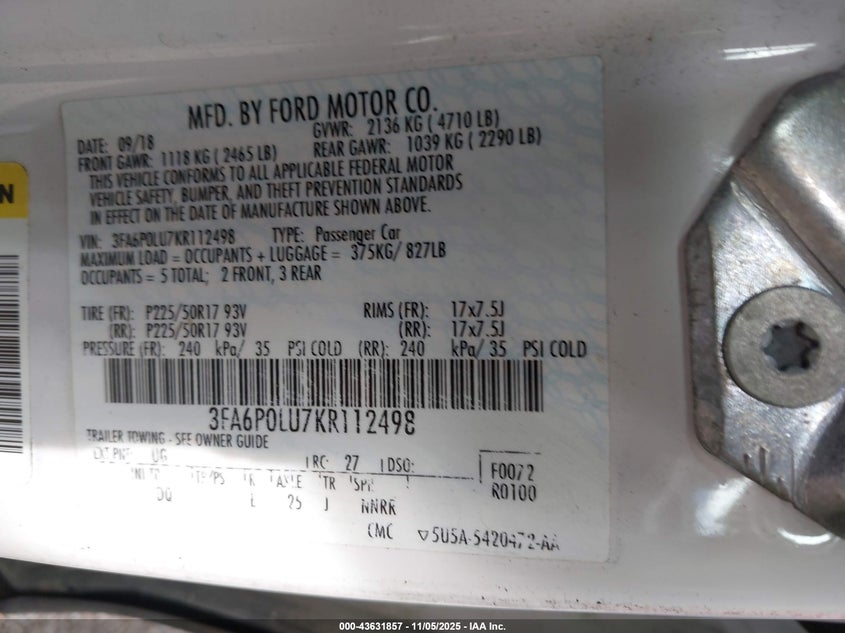 MFD. BY FORD MOTOR CO.
DATE: 09/18 GVWR: 2136 KG ( 4710 LB)
FRONT GAWR: 1118 KG ( 2465 LB) REAR GAWR: 1039 KG ( 2290 LB)
THIS VEHICLE CONFORMS TO ALL APPLICABLE FEDERAL MOTOR
VEHICLE SAFETY, BUMPER, AND THEFT PREVENTION STANDARDS
IN EFFECT ON THE DATE OF MANUFACTURE SHOWN ABOVE.
VIN: 3FA6P0LU7KR112498 TYPE: Passenger Car
MAXIMUM LOAD = OCCUPANTS + LUGGAGE = 375KG/ 827LB
OCCUPANTS = 5 TOTAL; 2 FRONT, 3 REAR
TIRE (FR): P225/50R17 93V RIMS (FR): 17x7.5J
(RR): P225/50R17 93V (RR): 17x7.5J
PRESSURE (FR): 240 kPa/ 35 PSI COLD (RR): 240 kPa/ 35 PSI COLD
3FA6P0LU7KR112498
TRAILER TOWING - SEE OWNER GUIDE
EXT PNT: UG RC: 27 DSO: F0072
AXLE TR SPR R0100
25 J NNRR
CMC ▽5U5A-5420472-AA
N
000-43631857 - 11/05/2025 - IAA Inc.